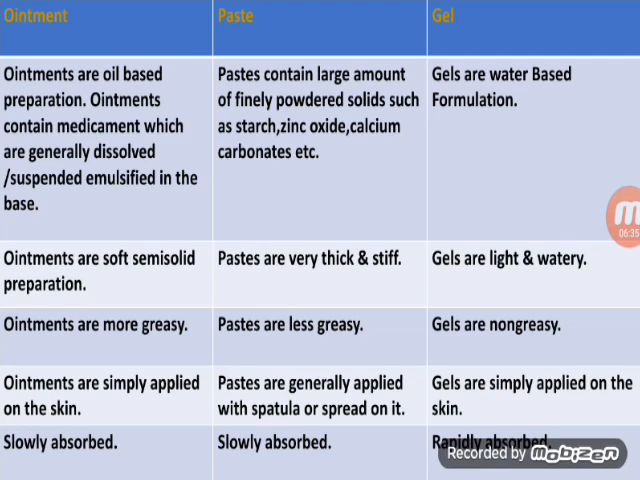 Ointment
Paste
Gel
Ointments are oil based
preparation. Ointments
contain medicament which
are generally dissolved
/suspended emulsified in the
base.
Pastes contain large amount
of finely powdered solids such
as starch,zinc oxide,calcium
carbonates etc.
Gels are water Based
Formulation.
Ointments are soft semisolid
preparation.
Pastes are very thick & stiff.
Gels are light & watery.
Ointments are more greasy.
Pastes are less greasy.
Gels are nongreasy.
Ointments are simply applied
on the skin.
Pastes are generally applied
with spatula or spread on it.
Gels are simply applied on the
skin.
Slowly absorbed.
Slowly absorbed.
Rapidly absorbed.
06:35
Recorded by mobizen